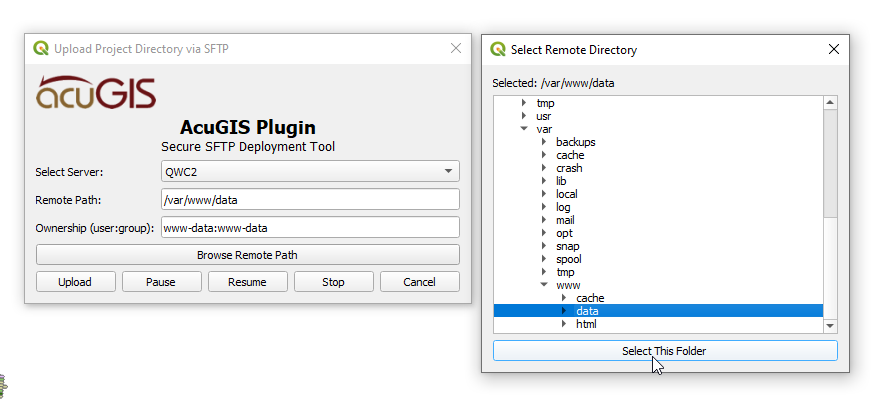 Upload Project Directory via SFTP
acuGIS
AcuGIS Plugin
Secure SFTP Deployment Tool
Select Server: QWC2
Remote Path: /var/www/data
Ownership (user:group): www-data:www-data
Browse Remote Path
Upload Pause Resume Stop Cancel
Select Remote Directory
Selected: /var/www/data
tmp
usr
var
backups
cache
crash
lib
local
log
mail
opt
snap
spool
tmp
www
cache
data
html
Select This Folder